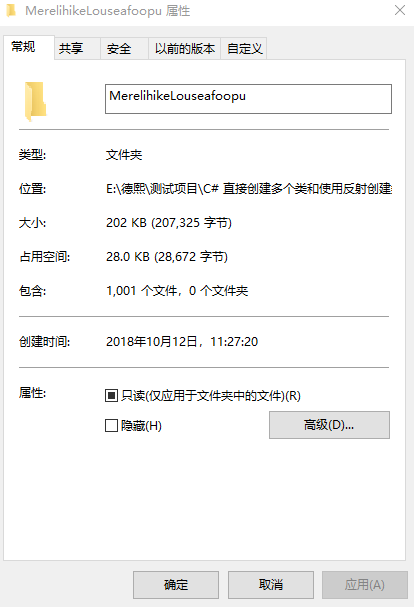 MerelihikeLouseafoopu 属性
常规 共享 安全 以前的版本 自定义
MerelihikeLouseafoopu
类型: 文件夹
位置: E:\德熙\测试项目\C# 直接创建多个类和使用反射创建
大小: 202 KB (207,325 字节)
占用空间: 28.0 KB (28,672 字节)
包含: 1,001 个文件，0 个文件夹
创建时间: 2018年10月12日，11:27:20
属性: 只读(仅应用于文件夹中的文件)(R)
隐藏(H) 高级(D)...
确定 取消 应用(A)